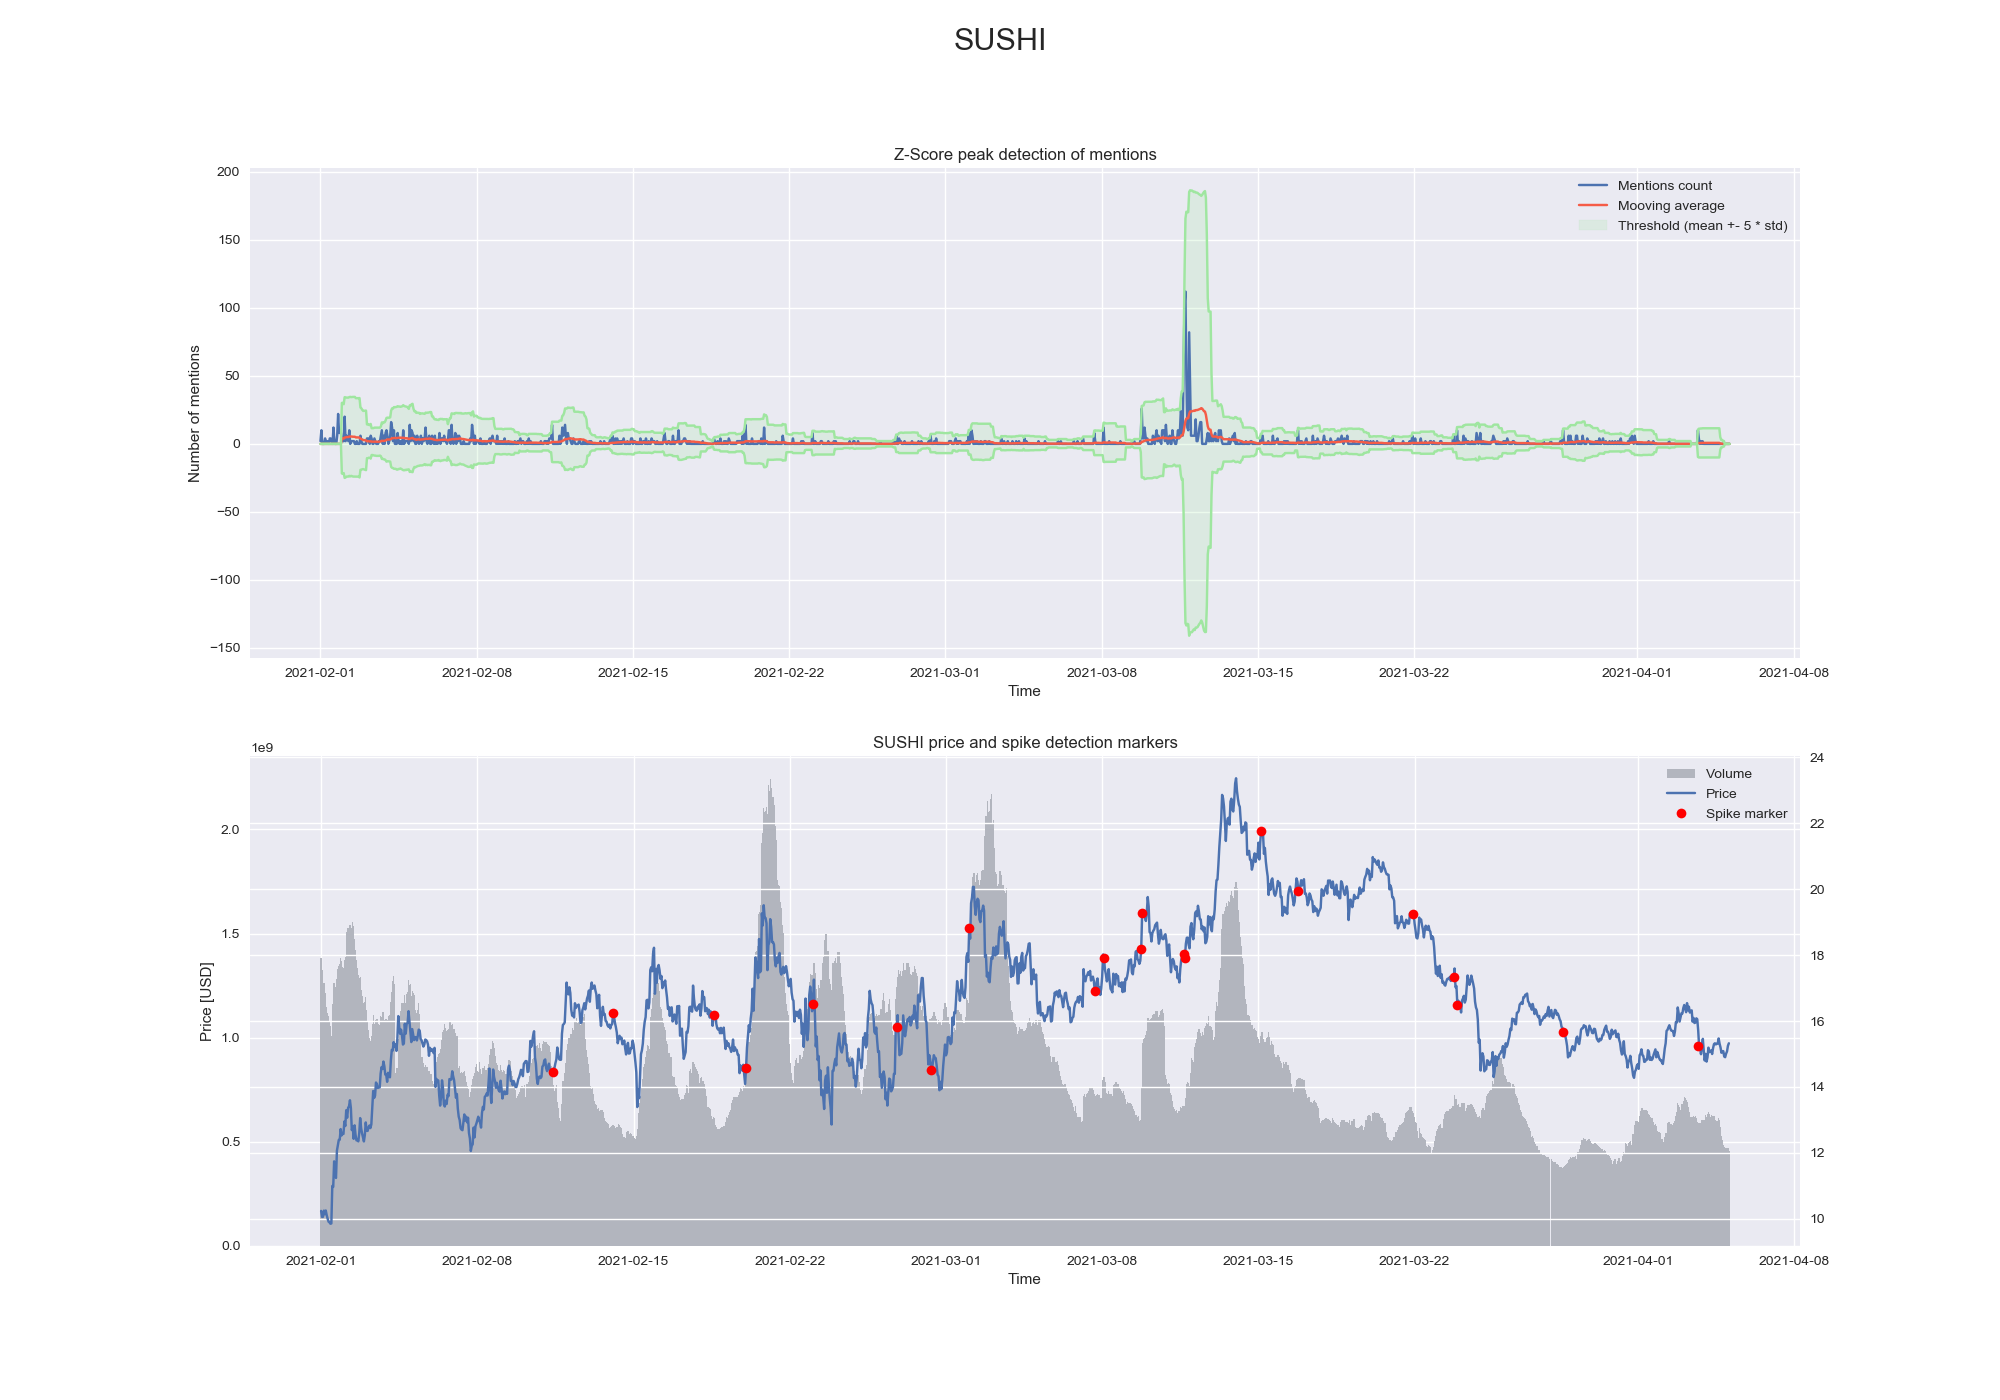 SUSHI
Z-Score peak detection of mentions
200
150
100
50
0
−50
−100
−150
Number of mentions
Mentions count
Mooving average
Threshold (mean +- 5 * std)
2021-02-01 2021-02-08 2021-02-15 2021-02-22 2021-03-01 2021-03-08 2021-03-15 2021-03-22 2021-04-01 2021-04-08
Time
SUSHI price and spike detection markers
1e9
2.0
1.5
1.0
0.5
0.0
Price [USD]
Volume
Price
Spike marker
24
22
20
18
16
14
12
10
2021-02-01 2021-02-08 2021-02-15 2021-02-22 2021-03-01 2021-03-08 2021-03-15 2021-03-22 2021-04-01 2021-04-08
Time